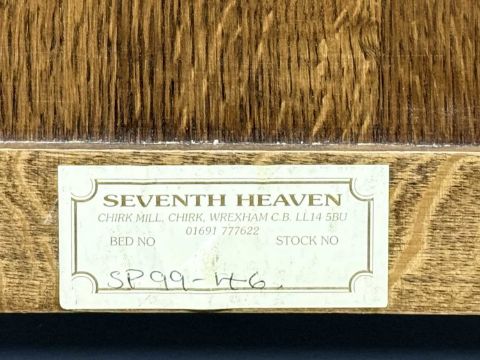 SEVENTH HEAVEN
CHIRK MILL, CHIRK, WREXHAM C.B. LL14 5BU
01691 777622
BED NO STOCK NO
SP99-46.